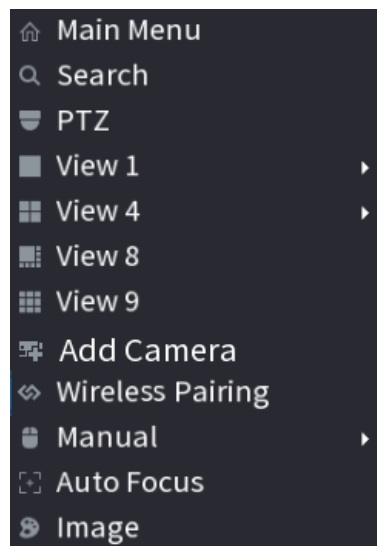 Main Menu
Search
PTZ
View 1
View 4
View 8
View 9
Add Camera
Wireless Pairing
Manual
Auto Focus
Image